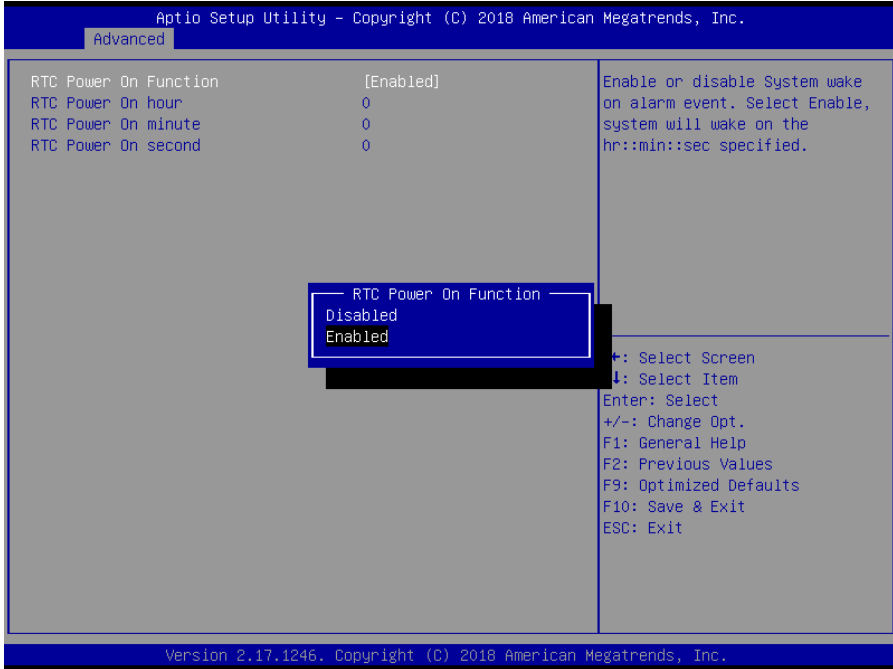 Aptio Setup Utility – Copyright (C) 2018 American Megatrends, Inc.
Advanced
RTC Power On Function [Enabled]
RTC Power On hour 0
RTC Power On minute 0
RTC Power On second 0
Enable or disable System wake
on alarm event. Select Enable,
system will wake on the
hr::min::sec specified.
RTC Power On Function
Disabled
Enabled
←: Select Screen
↓: Select Item
Enter: Select
+/-: Change Opt.
F1: General Help
F2: Previous Values
F9: Optimized Defaults
F10: Save & Exit
ESC: Exit
Version 2.17.1246. Copyright (C) 2018 American Megatrends, Inc.